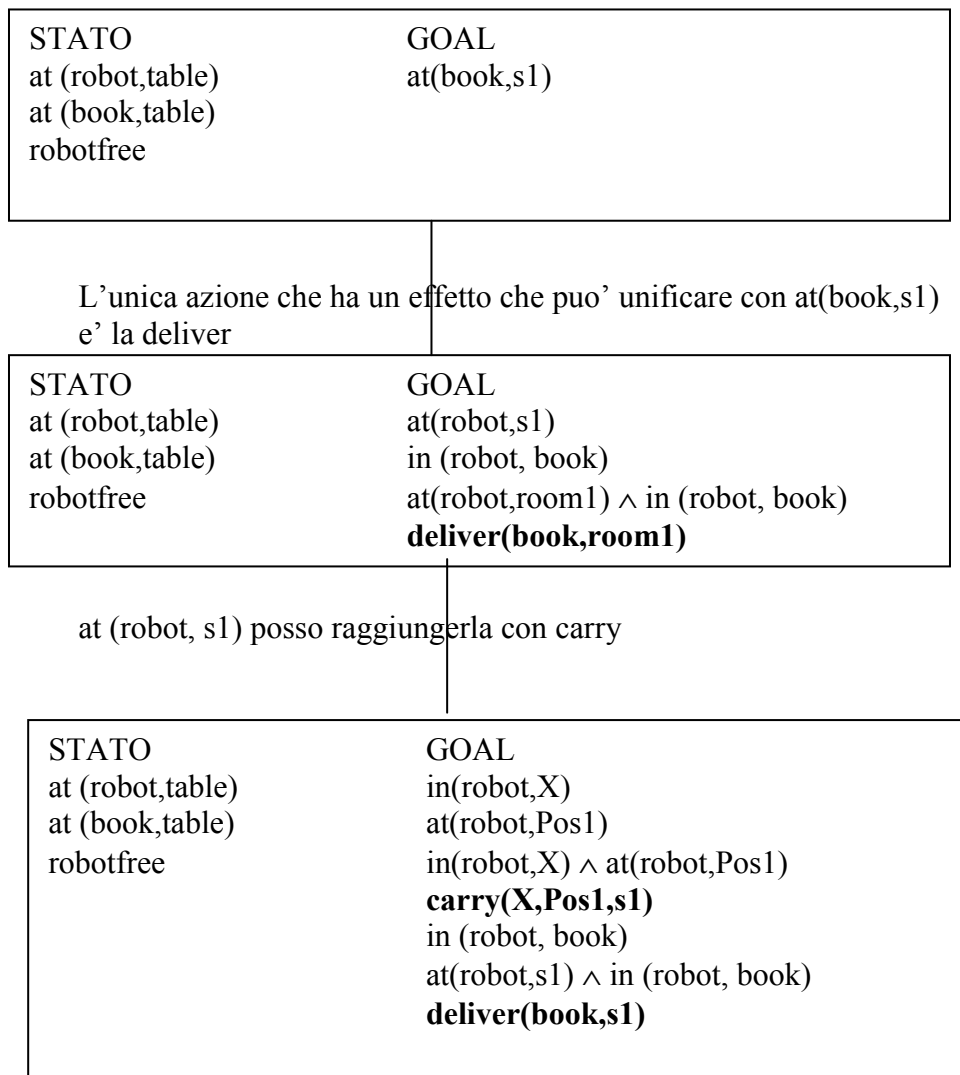 STATO GOAL
at (robot,table) at(book,s1)
at (book,table)
robotfree
L’unica azione che ha un effetto che puo’ unificare con at(book,s1)
e’ la deliver
STATO GOAL
at (robot,table) at(robot,s1)
at (book,table) in (robot, book)
robotfree at(robot,room1) ∧ in (robot, book)
deliver(book,room1)
at (robot, s1) posso raggiungerla con carry
STATO GOAL
at (robot,table) in(robot,X)
at (book,table) at(robot,Pos1)
robotfree in(robot,X) ∧ at(robot,Pos1)
carry(X,Pos1,s1)
in (robot, book)
at(robot,s1) ∧ in (robot, book)
deliver(book,s1)